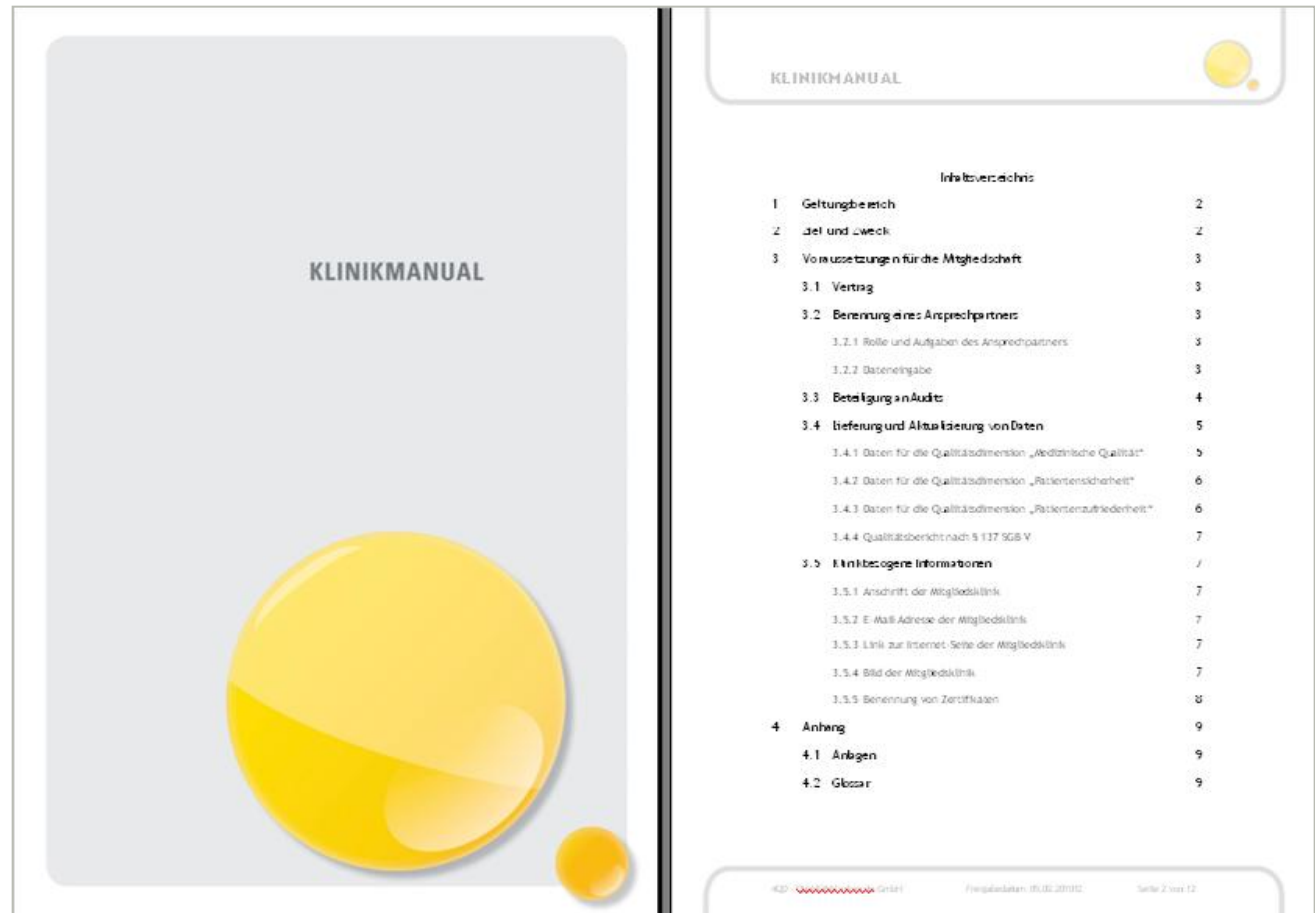 KLINIKMANUAL
KLINIKMANUAL
Inhaltsverzeichnis
1 Geltungsbereich 2
2 Ziel und Zweck 2
3 Voraussetzungen für die Mitgliedschaft 3
3.1 Vertrag 3
3.2 Benennung eines Ansprechpartners 3
3.2.1 Rolle und Aufgaben des Ansprechpartners 3
3.2.2 Dateneingabe 3
3.3 Beteiligung an Audits 4
3.4 Lieferung und Aktualisierung von Daten 5
3.4.1 Daten für die Qualitätsdimension „Medizinische Qualität“ 5
3.4.2 Daten für die Qualitätsdimension „Patientensicherheit“ 6
3.4.3 Daten für die Qualitätsdimension „Patientenzufriedenheit“ 6
3.4.4 Qualitätsbericht nach § 137 SGB V 7
3.5 Klinikbezogene Informationen 7
3.5.1 Anschrift der Mitgliedsklinik 7
3.5.2 E-Mail-Adresse der Mitgliedsklinik 7
3.5.3 Link zur Internet-Seite der Mitgliedsklinik 7
3.5.4 Bild der Mitgliedsklinik 7
3.5.5 Benennung von Zertifikaten 8
4 Anhang 9
4.1 Anlagen 9
4.2 Glossar 9
GmbH Seite 2 von 12